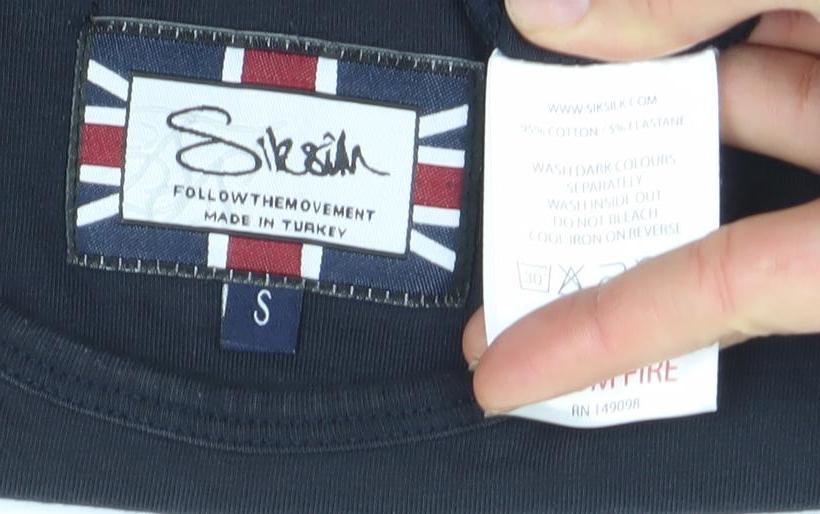 SikSilk
FOLLOWTHEMOVEMENT
MADE IN TURKEY
S
WWW.SIKSILK.COM
95% COTTON / 5% ELASTANE
WASH DARK COLOURS
SEPARATELY
WASH INSIDE OUT
DO NOT BLEACH
COOL IRON ON REVERSE
30
FIRE
RN 149098